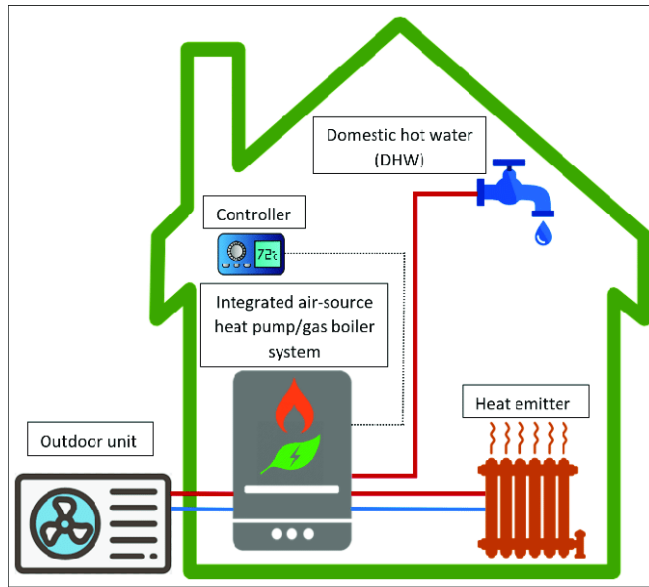 Domestic hot water
(DHW)
Controller
72°c
Integrated air-source
heat pump/gas boiler
system
Heat emitter
Outdoor unit